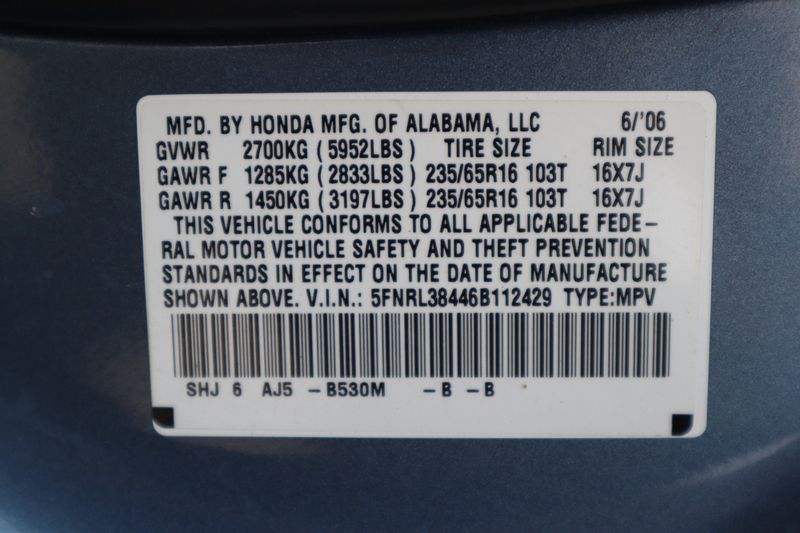 MFD. BY HONDA MFG. OF ALABAMA, LLC 6/'06
GVWR 2700KG (5952LBS) TIRE SIZE RIM SIZE
GAWR F 1285KG (2833LBS) 235/65R16 103T 16X7J
GAWR R 1450KG (3197LBS) 235/65R16 103T 16X7J
THIS VEHICLE CONFORMS TO ALL APPLICABLE FEDE-
RAL MOTOR VEHICLE SAFETY AND THEFT PREVENTION
STANDARDS IN EFFECT ON THE DATE OF MANUFACTURE
SHOWN ABOVE. V.I.N.: 5FNRL38446B112429 TYPE:MPV
SHJ 6 AJ5 -B530M -B -B